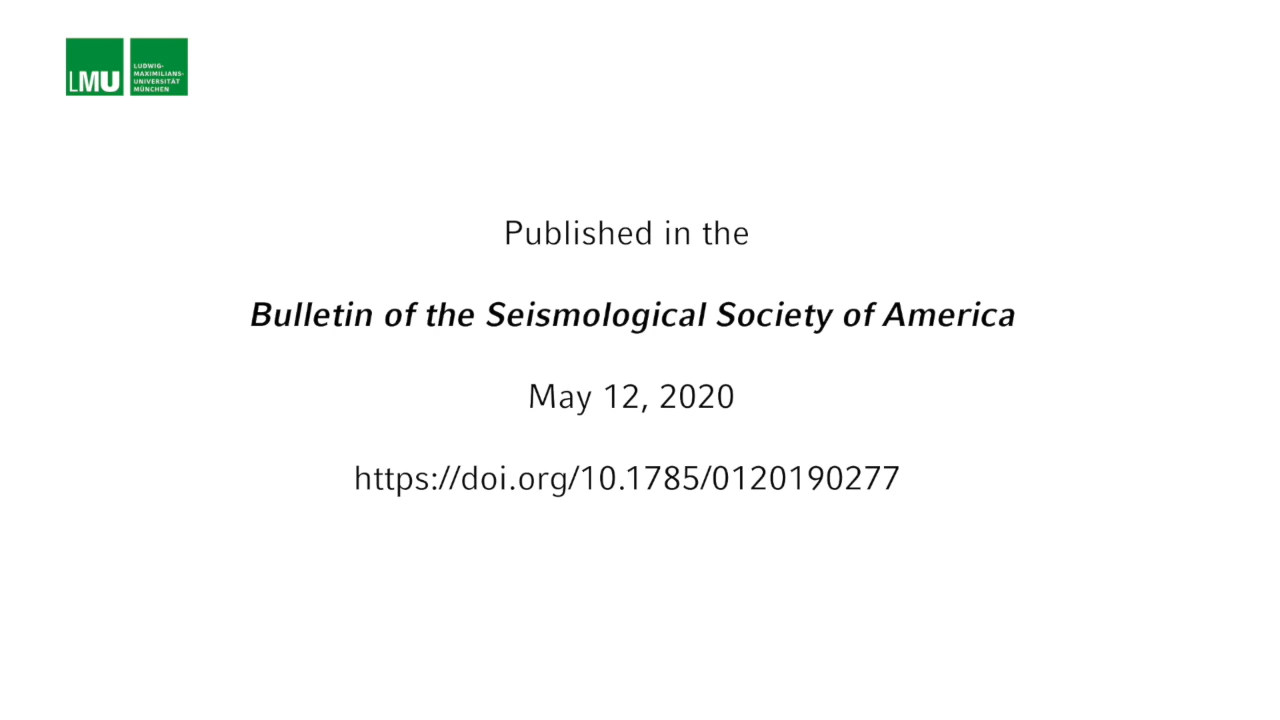 LMU
LUDWIG-
MAXIMILIANS-
UNIVERSITÄT
MÜNCHEN
Published in the
Bulletin of the Seismological Society of America
May 12, 2020
https://doi.org/10.1785/0120190277